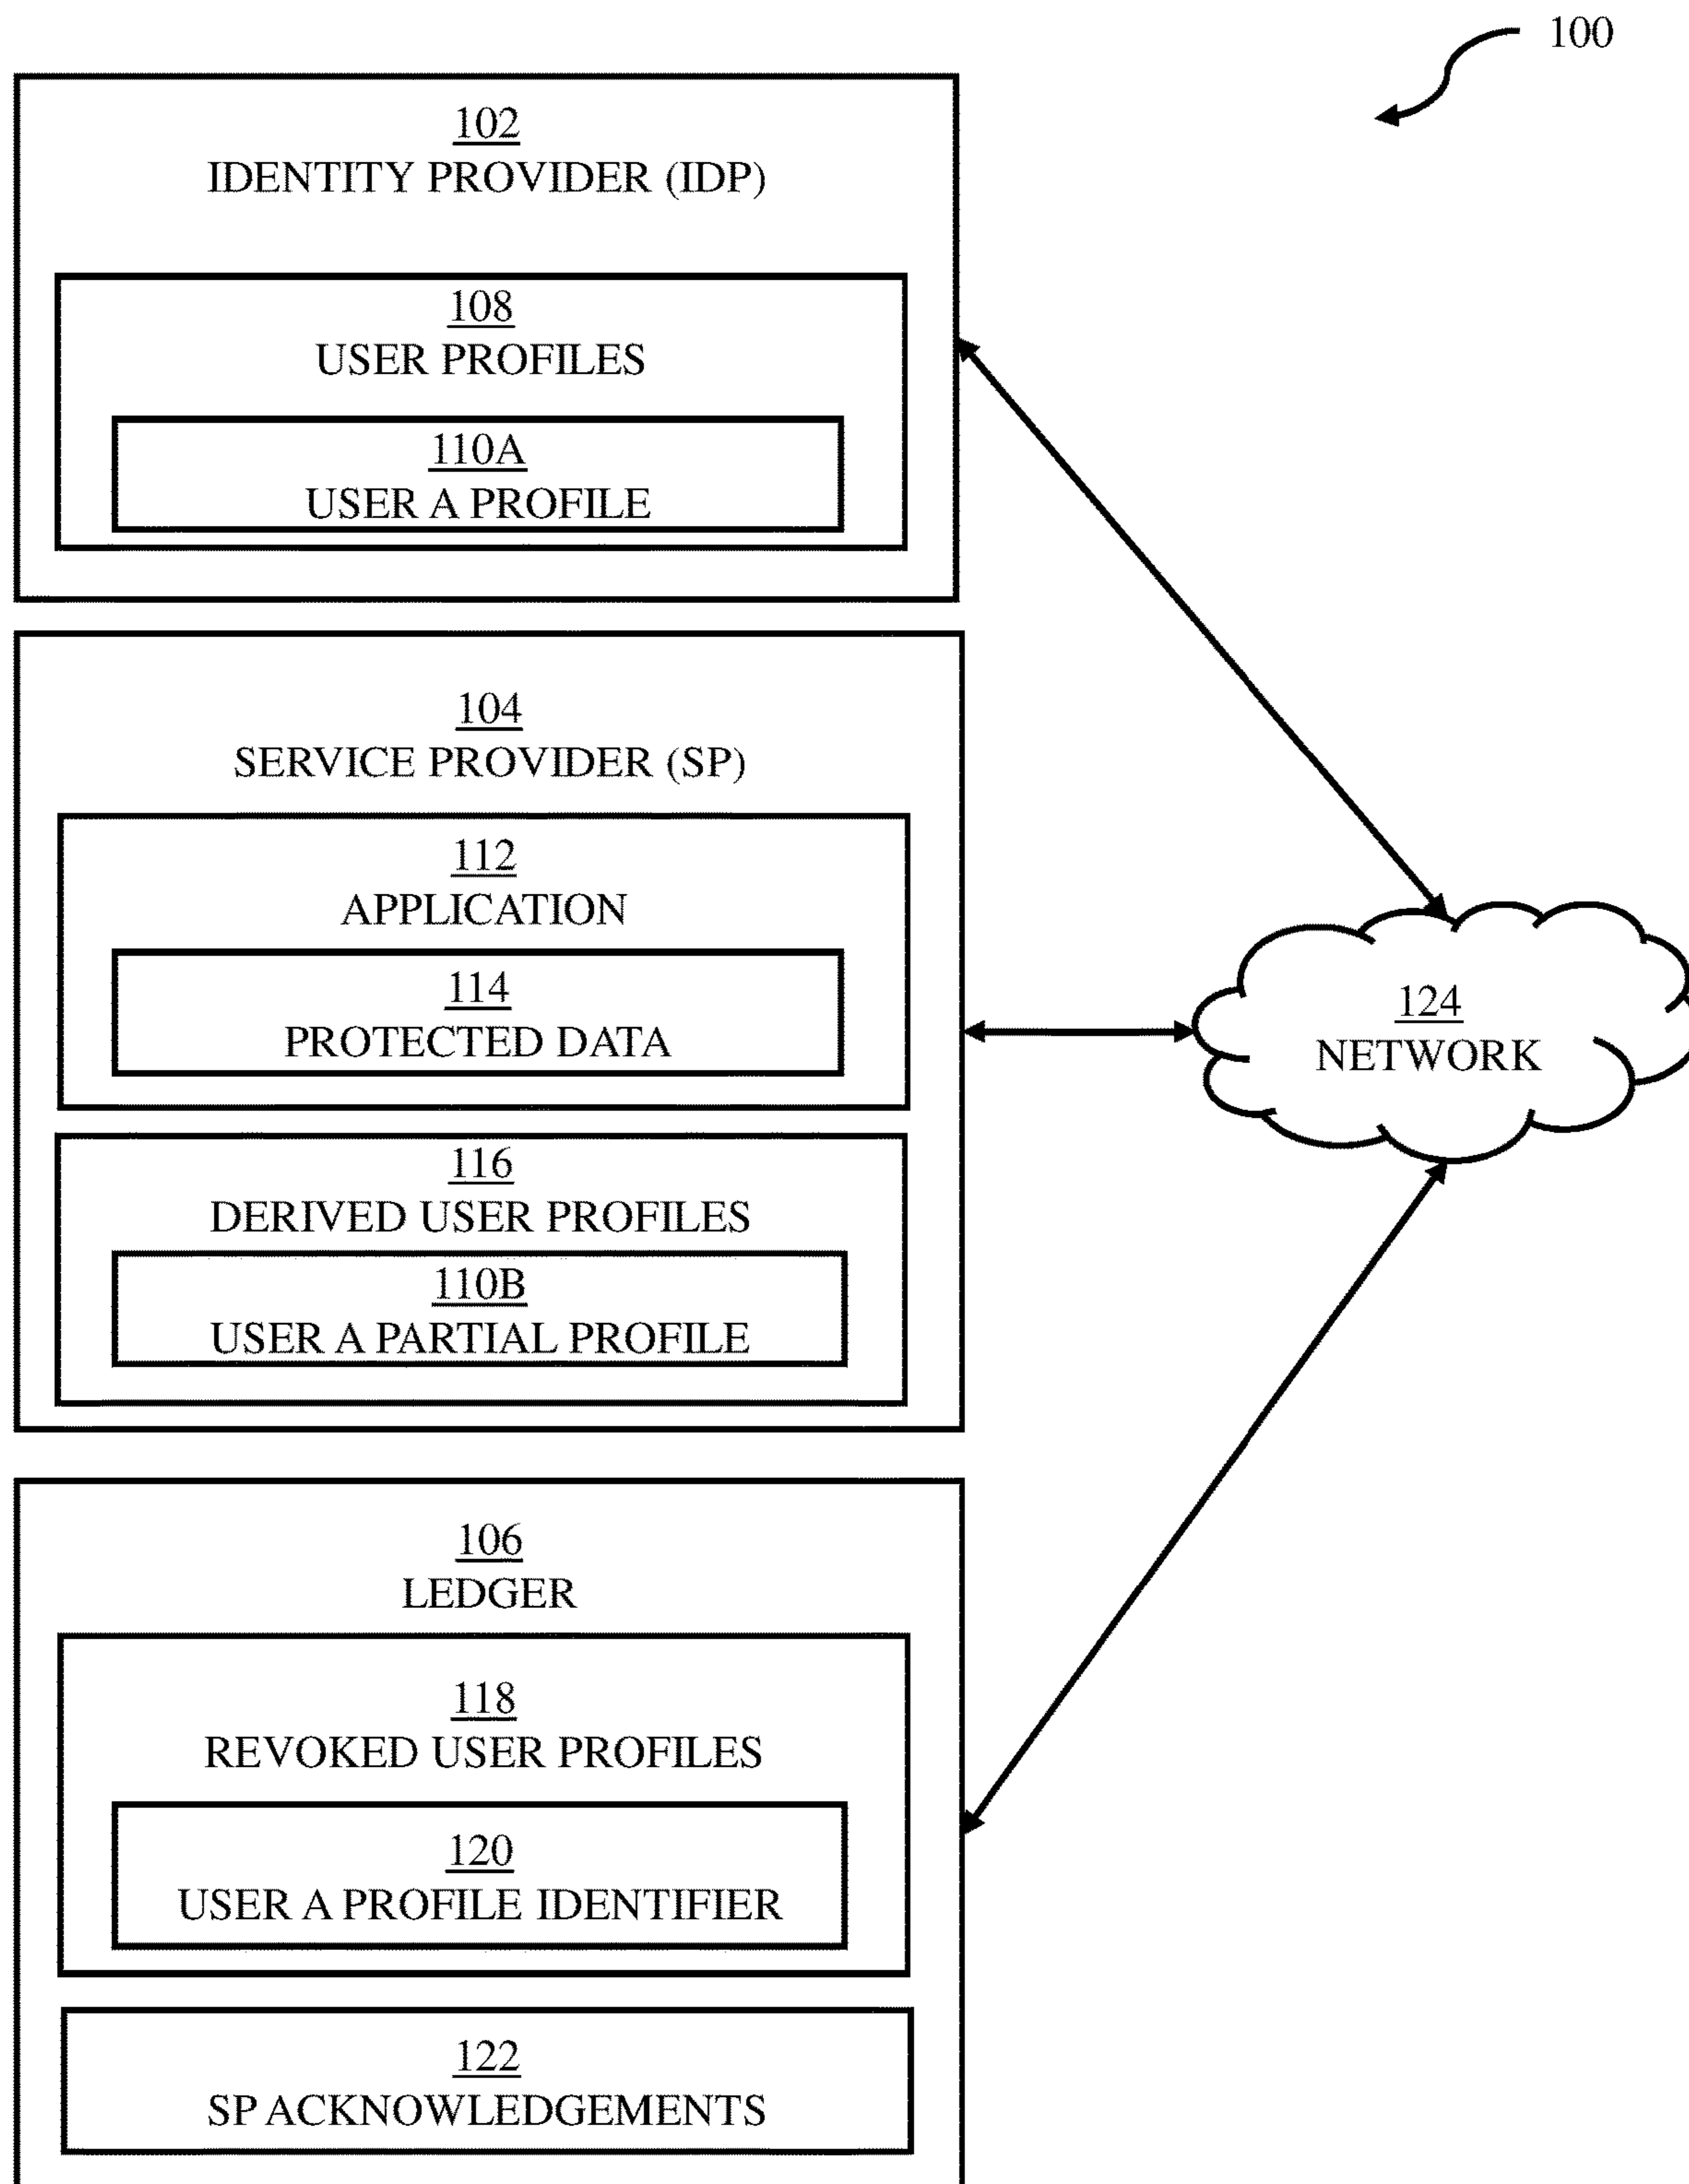 100
102
IDENTITY PROVIDER (IDP)
108
USER PROFILES
110A
USER A PROFILE
104
SERVICE PROVIDER (SP)
112
APPLICATION
114
PROTECTED DATA
116
DERIVED USER PROFILES
110B
USER A PARTIAL PROFILE
124
NETWORK
106
LEDGER
118
REVOKED USER PROFILES
120
USER A PROFILE IDENTIFIER
122
SP ACKNOWLEDGEMENTS